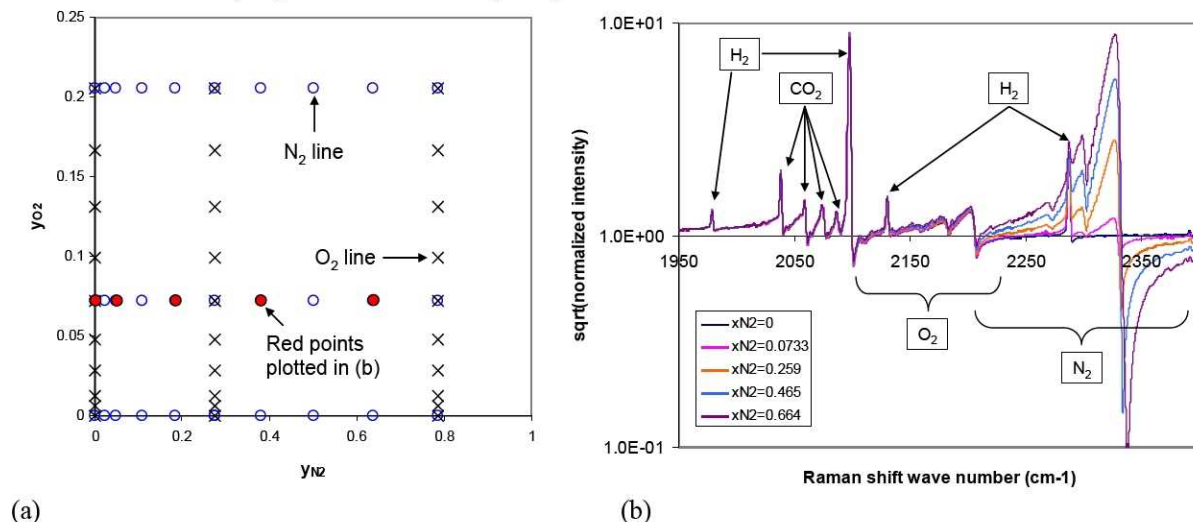 0.25
0.2
0.15
0.1
0.05
0
yO2
0 0.2 0.4 0.6 0.8 1
yN2
N2 line
O2 line
Red points
plotted in (b)
(a)
(b)
1.0E+01
1.0E+00
1.0E-01
sqrt(normalized intensity)
H2
CO2
H2
1950 2050 2150 2250 2350
O2
N2
xN2=0
xN2=0.0733
xN2=0.259
xN2=0.465
xN2=0.664
Raman shift wave number (cm-1)